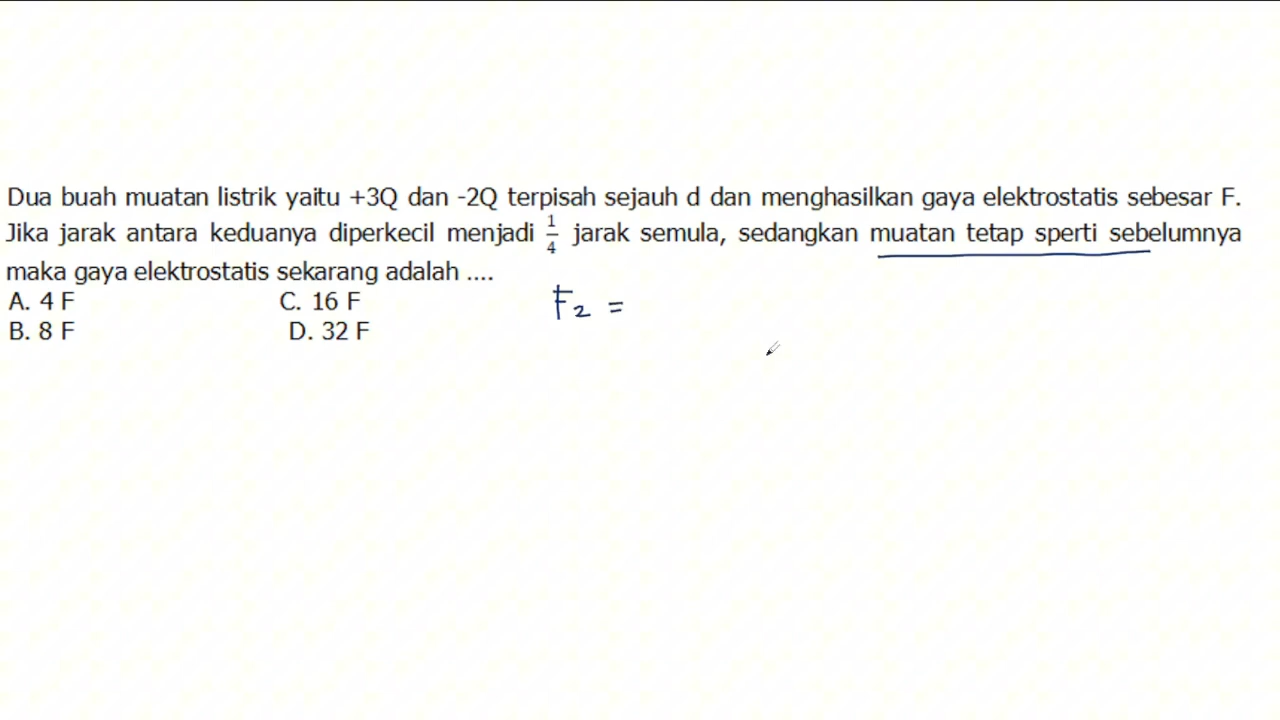 Dua buah muatan listrik yaitu +3Q dan -2Q terpisah sejauh d dan menghasilkan gaya elektrostatis sebesar F.
Jika jarak antara keduanya diperkecil menjadi 1/4 jarak semula, sedangkan muatan tetap sperti sebelumnya
maka gaya elektrostatis sekarang adalah ....
A. 4 F C. 16 F
B. 8 F D. 32 F
F₂ =